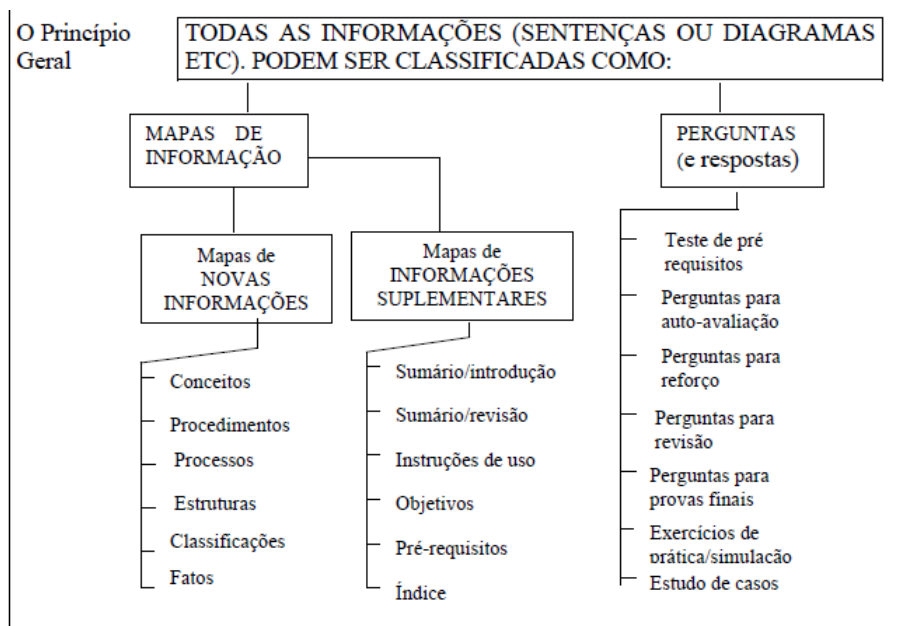 O Princípio
Geral
TODAS AS INFORMAÇÕES (SENTENÇAS OU DIAGRAMAS
ETC). PODEM SER CLASSIFICADAS COMO:
MAPAS DE
INFORMAÇÃO
PERGUNTAS
(e respostas)
Mapas de
NOVAS
INFORMAÇÕES
Mapas de
INFORMAÇÕES
SUPLEMENTARES
Conceitos
Procedimentos
Processos
Estruturas
Classificações
Fatos
Sumário/introdução
Sumário/revisão
Instruções de uso
Objetivos
Pré-requisitos
Índice
Teste de pré
requisitos
Perguntas para
auto-avaliação
Perguntas para
reforço
Perguntas para
revisão
Perguntas para
provas finais
Exercícios de
prática/simulação
Estudo de casos